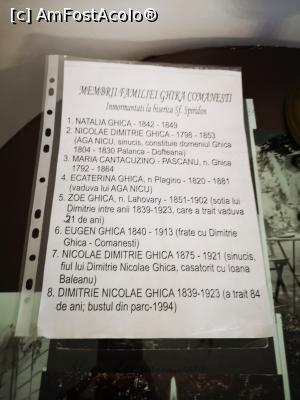 [c] AmFostAcolo®
MEMBRII FAMILIEI GHIKA COMANESTI
Inmormantati la biserica Sf. Spiridon
1. NATALIA GHICA - 1842 - 1849
2. NICOLAE DIMITRIE GHICA - 1798 - 1853
(AGA NICU, sinucis, constituie domeniul Ghica
1804 - 1830 Palanca - Dofteana)
3. MARIA CANTACUZINO - PASCANU, n. Ghica
1792 - 1864
4. ECATERINA GHICA, n Plagino - 1820 - 1881
(vaduva lui AGA NICU)
5. ZOE GHICA, n. Lahovary - 1851-1902 (sotia lui
Dimitrie intre anii 1839-1923, care a trait vaduva
21 de ani)
6. EUGEN GHICA 1840 - 1913 (frate cu Dimitrie
Ghica - Comanesti)
7. NICOLAE DIMITRIE GHICA 1875 - 1921 (sinucis,
fiul lui Dimitrie Nicolae Ghica, casatorit cu Ioana
Baleanu)
8. DIMITRIE NICOLAE GHICA 1839-1923 (a trait 84
de ani; bustul din parc-1994)